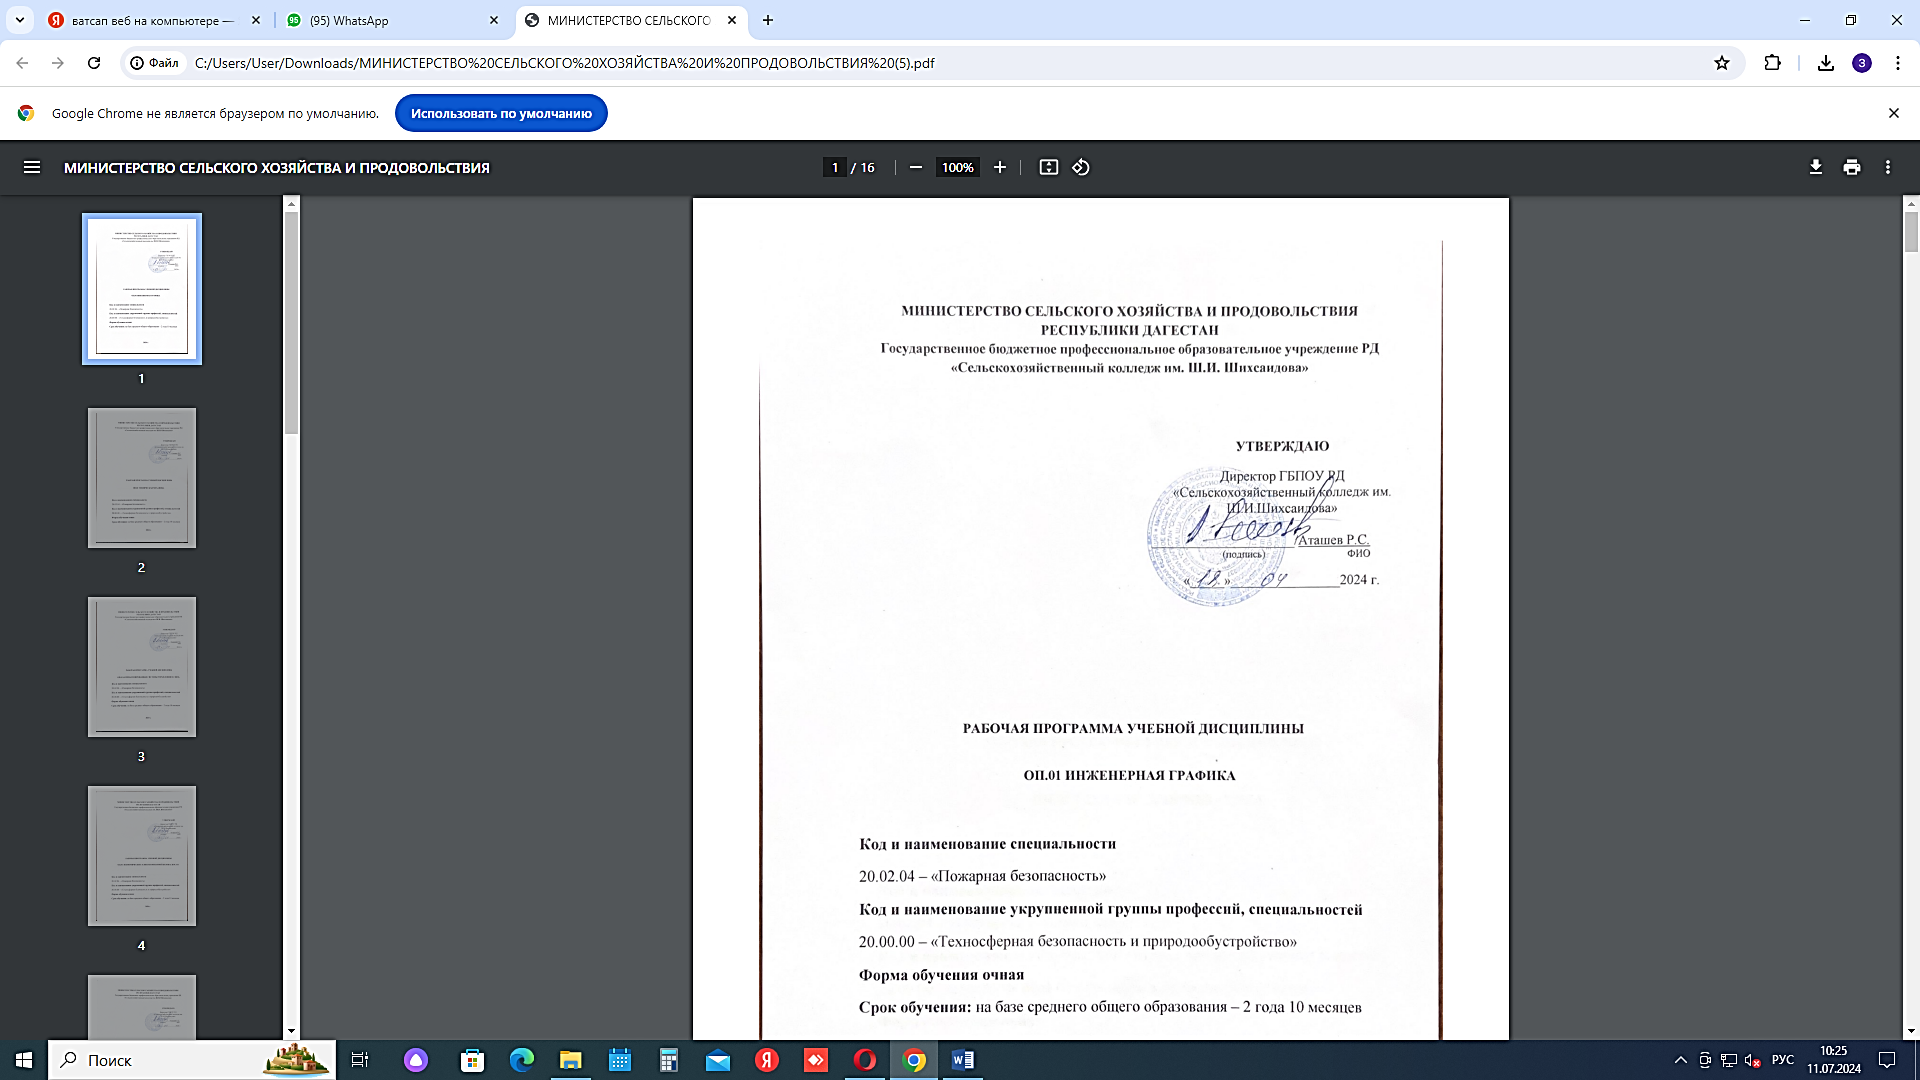 ватсап веб на компьютере —
(95) WhatsApp
МИНИСТЕРСТВО СЕЛЬСКОГО
Файл
C:/Users/User/Downloads/МИНИСТЕРСТВО%20СЕЛЬСКОГО%20ХОЗЯЙСТВА%20И%20ПРОДОВОЛЬСТВИЯ%20(5).pdf
З
Google Chrome не является браузером по умолчанию.
Использовать по умолчанию
МИНИСТЕРСТВО СЕЛЬСКОГО ХОЗЯЙСТВА И ПРОДОВОЛЬСТВИЯ
1 / 16
100%
1
2
3
4
МИНИСТЕРСТВО СЕЛЬСКОГО ХОЗЯЙСТВА И ПРОДОВОЛЬСТВИЯ
РЕСПУБЛИКИ ДАГЕСТАН
Государственное бюджетное профессиональное образовательное учреждение РД
«Сельскохозяйственный колледж им. Ш.И. Шихсаидова»
УТВЕРЖДАЮ
Директор ГБПОУ РД
«Сельскохозяйственный колледж им.
Ш.И.Шихсаидова»
/Аташев Р.С.
(подпись) ФИО
«18» 04 2024 г.
РАБОЧАЯ ПРОГРАММА УЧЕБНОЙ ДИСЦИПЛИНЫ
ОП.01 ИНЖЕНЕРНАЯ ГРАФИКА
Код и наименование специальности
20.02.04 – «Пожарная безопасность»
Код и наименование укрупненной группы профессий, специальностей
20.00.00 – «Техносферная безопасность и природообустройство»
Форма обучения очная
Срок обучения: на базе среднего общего образования – 2 года 10 месяцев
Поиск
РУС
10:25
11.07.2024